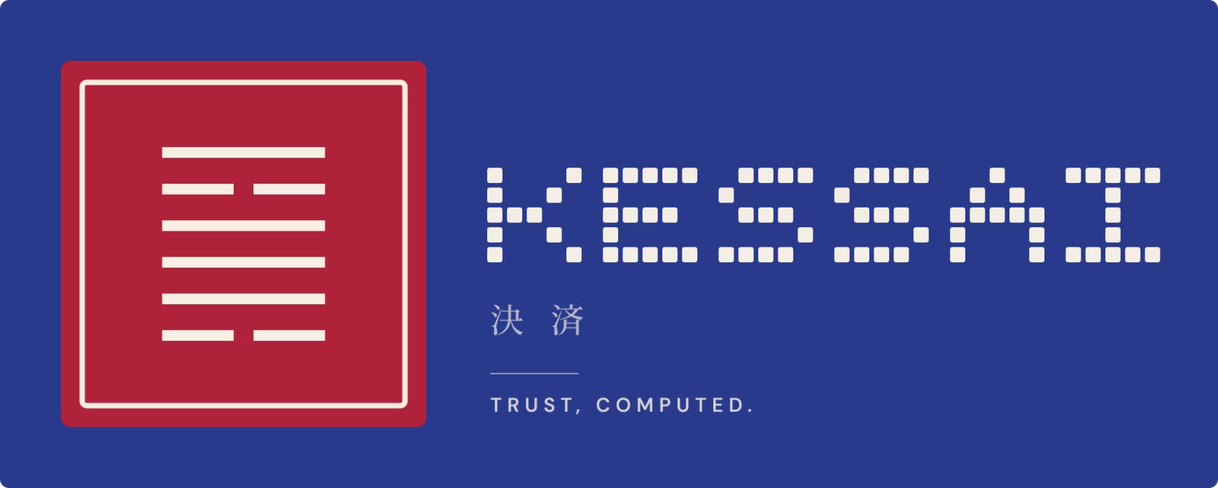 KESSAI
決済
TRUST, COMPUTED.